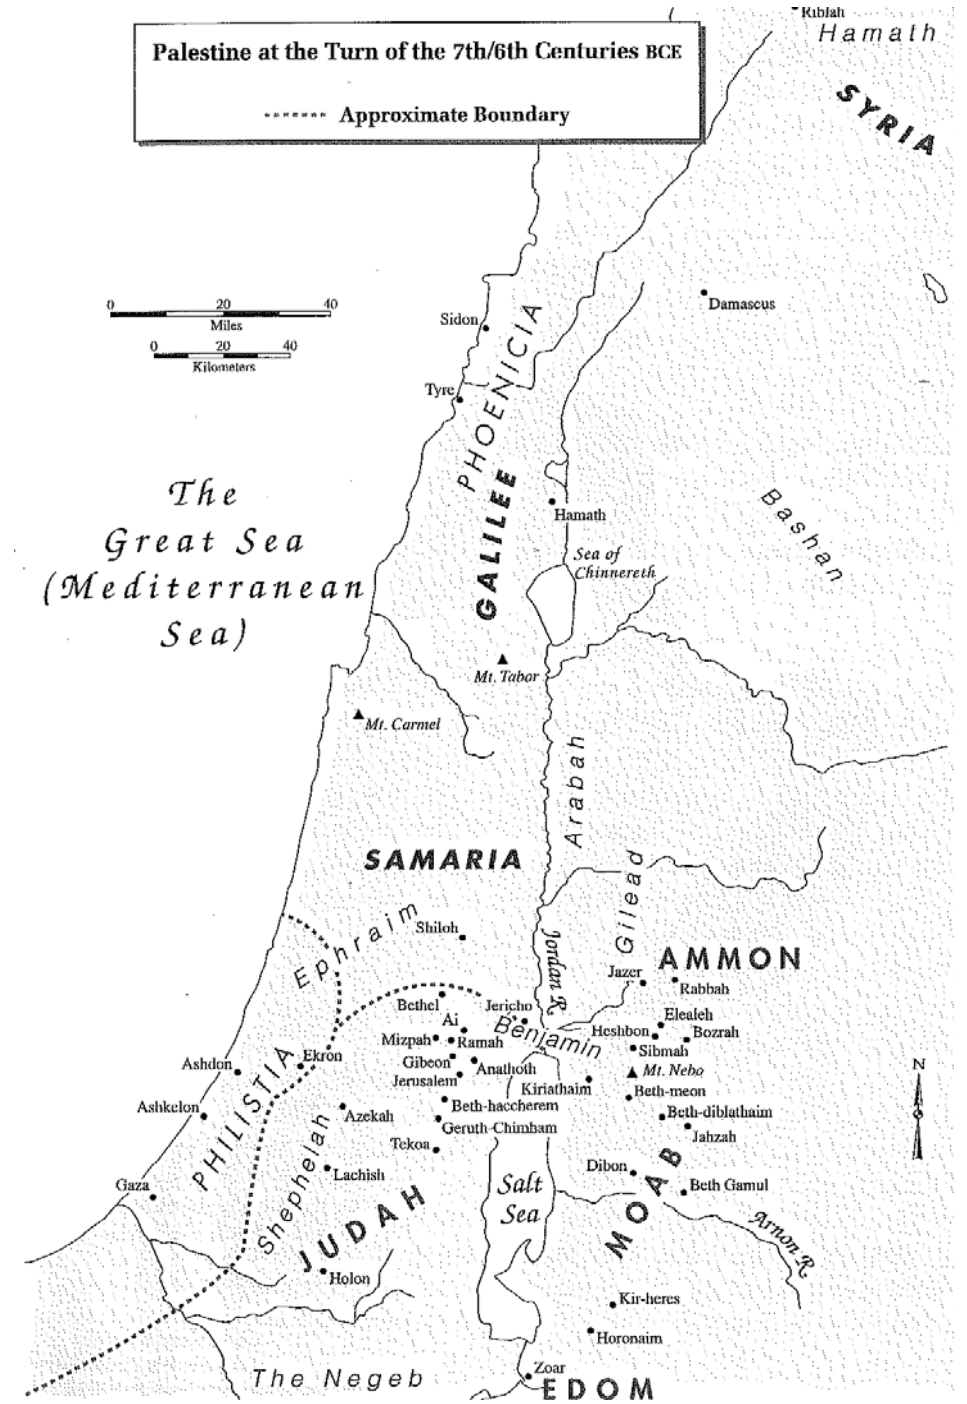 Riblah
Hamath
Palestine at the Turn of the 7th/6th Centuries BCE
Approximate Boundary
SYRIA
0 20 40
Miles
0 20 40
Kilometers
Damascus
Sidon
PHOENICIA
Tyre
The
Great Sea
(Mediterranean
Sea)
GALILEE
Hamath
Bashan
Sea of
Chinnereth
Mt. Tabor
Mt. Carmel
Arabah
SAMARIA
Gilead
Ephraim
Shiloh
Jordan R.
AMMON
Jazer
Rabbah
Bethel
Jericho
Benjamin
Ai
Elealeh
Heshbon
Bozrah
Mizpah
Ramah
Sibmah
Gibeon
Anathoth
Mt. Nebo
Jerusalem
Kiriathaim
Beth-meon
PHILISTIA
Ekron
Ashdon
Ashkelon
Azekah
Beth-haccherem
Beth-diblathaim
Geruth Chimham
Jahzah
Tekoa
Shephelah
Lachish
Dibon
MOAB
Beth Gamul
Gaza
Salt
Sea
JUDAH
Arnon R.
Holon
Kir-heres
Horonaim
The Negeb
Zoar
EDOM
N